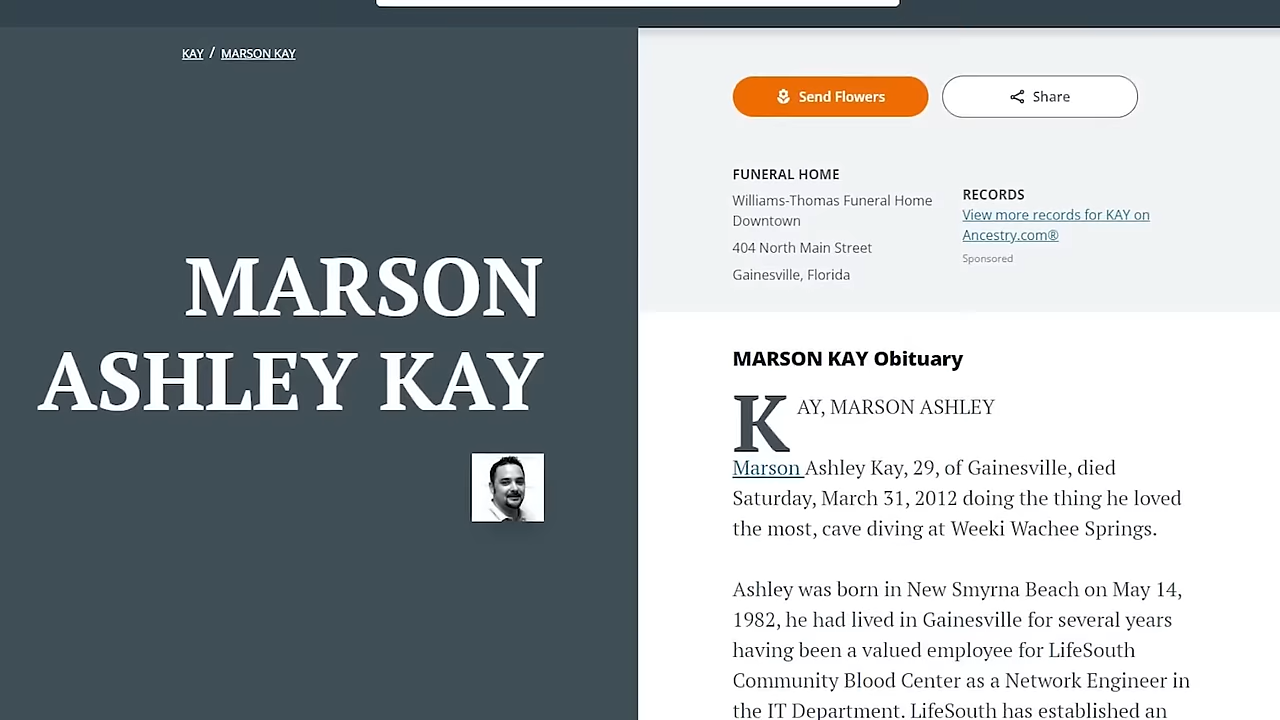 KAY / MARSON KAY
MARSON
ASHLEY KAY
Send Flowers
Share
FUNERAL HOME
Williams-Thomas Funeral Home
Downtown
404 North Main Street
Gainesville, Florida
RECORDS
View more records for KAY on
Ancestry.com®
Sponsored
MARSON KAY Obituary
KAY, MARSON ASHLEY
Marson Ashley Kay, 29, of Gainesville, died
Saturday, March 31, 2012 doing the thing he loved
the most, cave diving at Weeki Wachee Springs.
Ashley was born in New Smyrna Beach on May 14,
1982, he had lived in Gainesville for several years
having been a valued employee for LifeSouth
Community Blood Center as a Network Engineer in
the IT Department. LifeSouth has established an